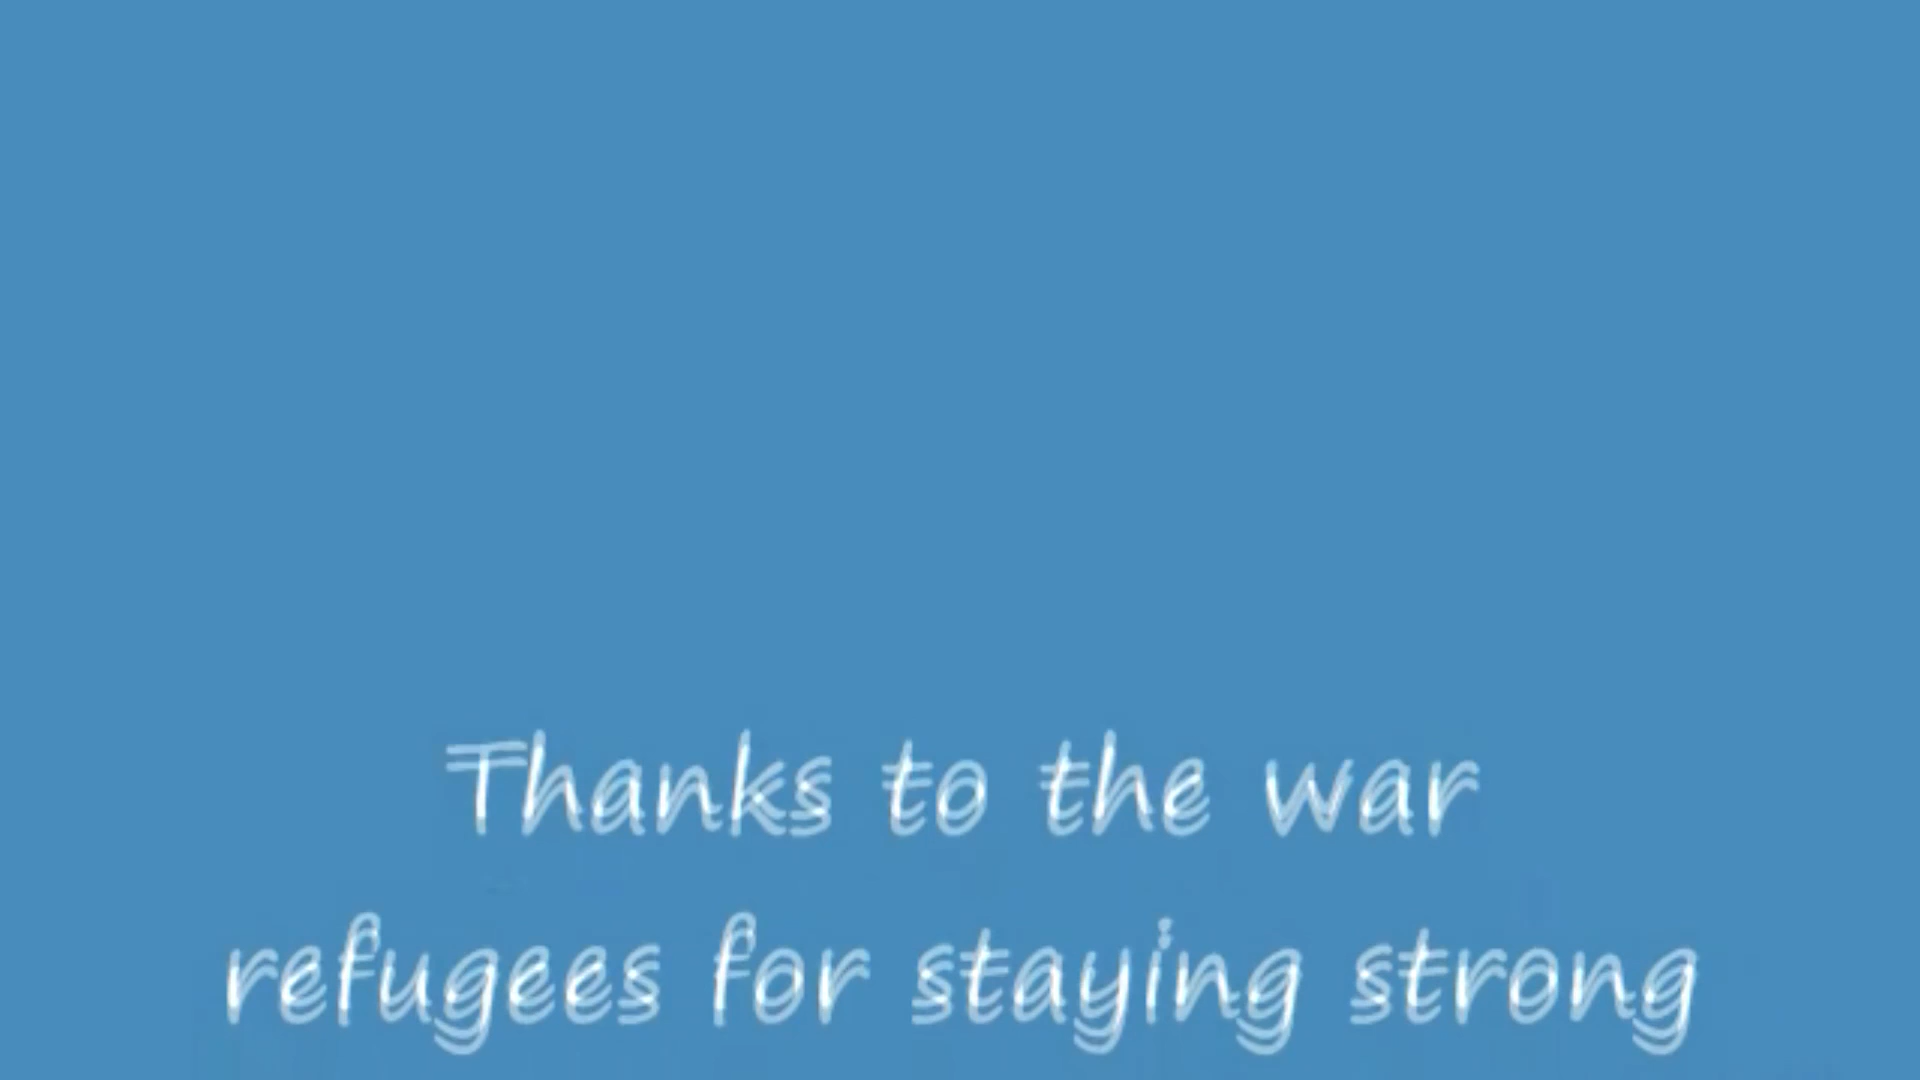 Thanks to the war
refugees for staying strong